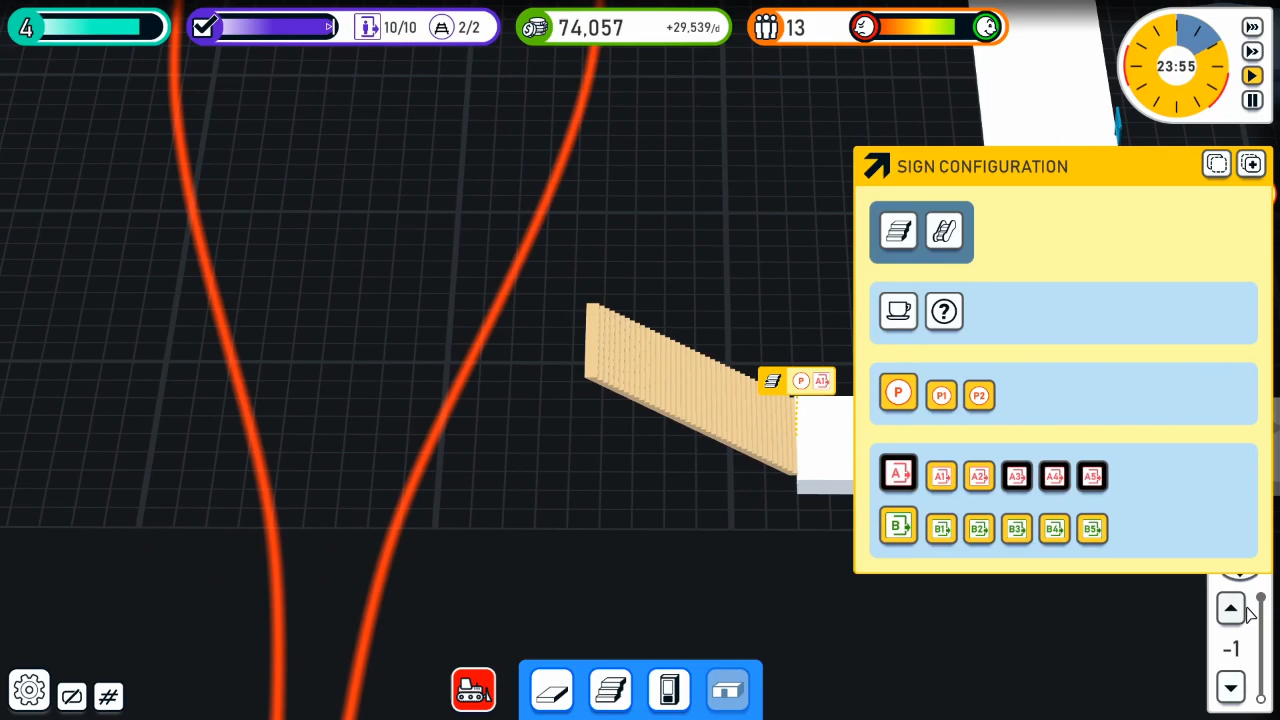 4
10/10
2/2
74,057
+29,539/d
13
23:55
SIGN CONFIGURATION
?
P P1 P2
P A1
A A1 A2 A3 A4 A5
B B1 B2 B3 B4 B5
-1
#